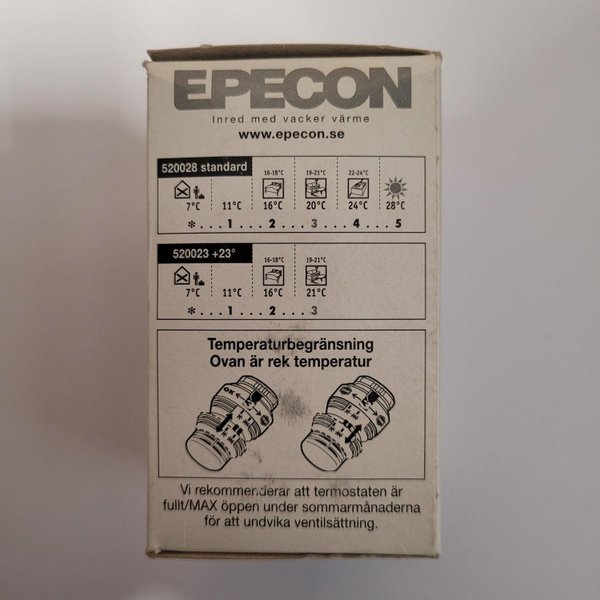 EPECON
Inred med vacker värme
www.epecon.se
520028 standard
16-18°C 19-21°C 22-24°C
7°C 11°C 16°C 20°C 24°C 28°C
*...1...2...3...4...5
520023 +23°
16-18°C 19-21°C
7°C 11°C 16°C 21°C
*...1...2...3
Temperaturbegränsning
Ovan är rek temperatur
OK
Vi rekommenderar att termostaten är
fullt/MAX öppen under sommarmånaderna
för att undvika ventilsättning.